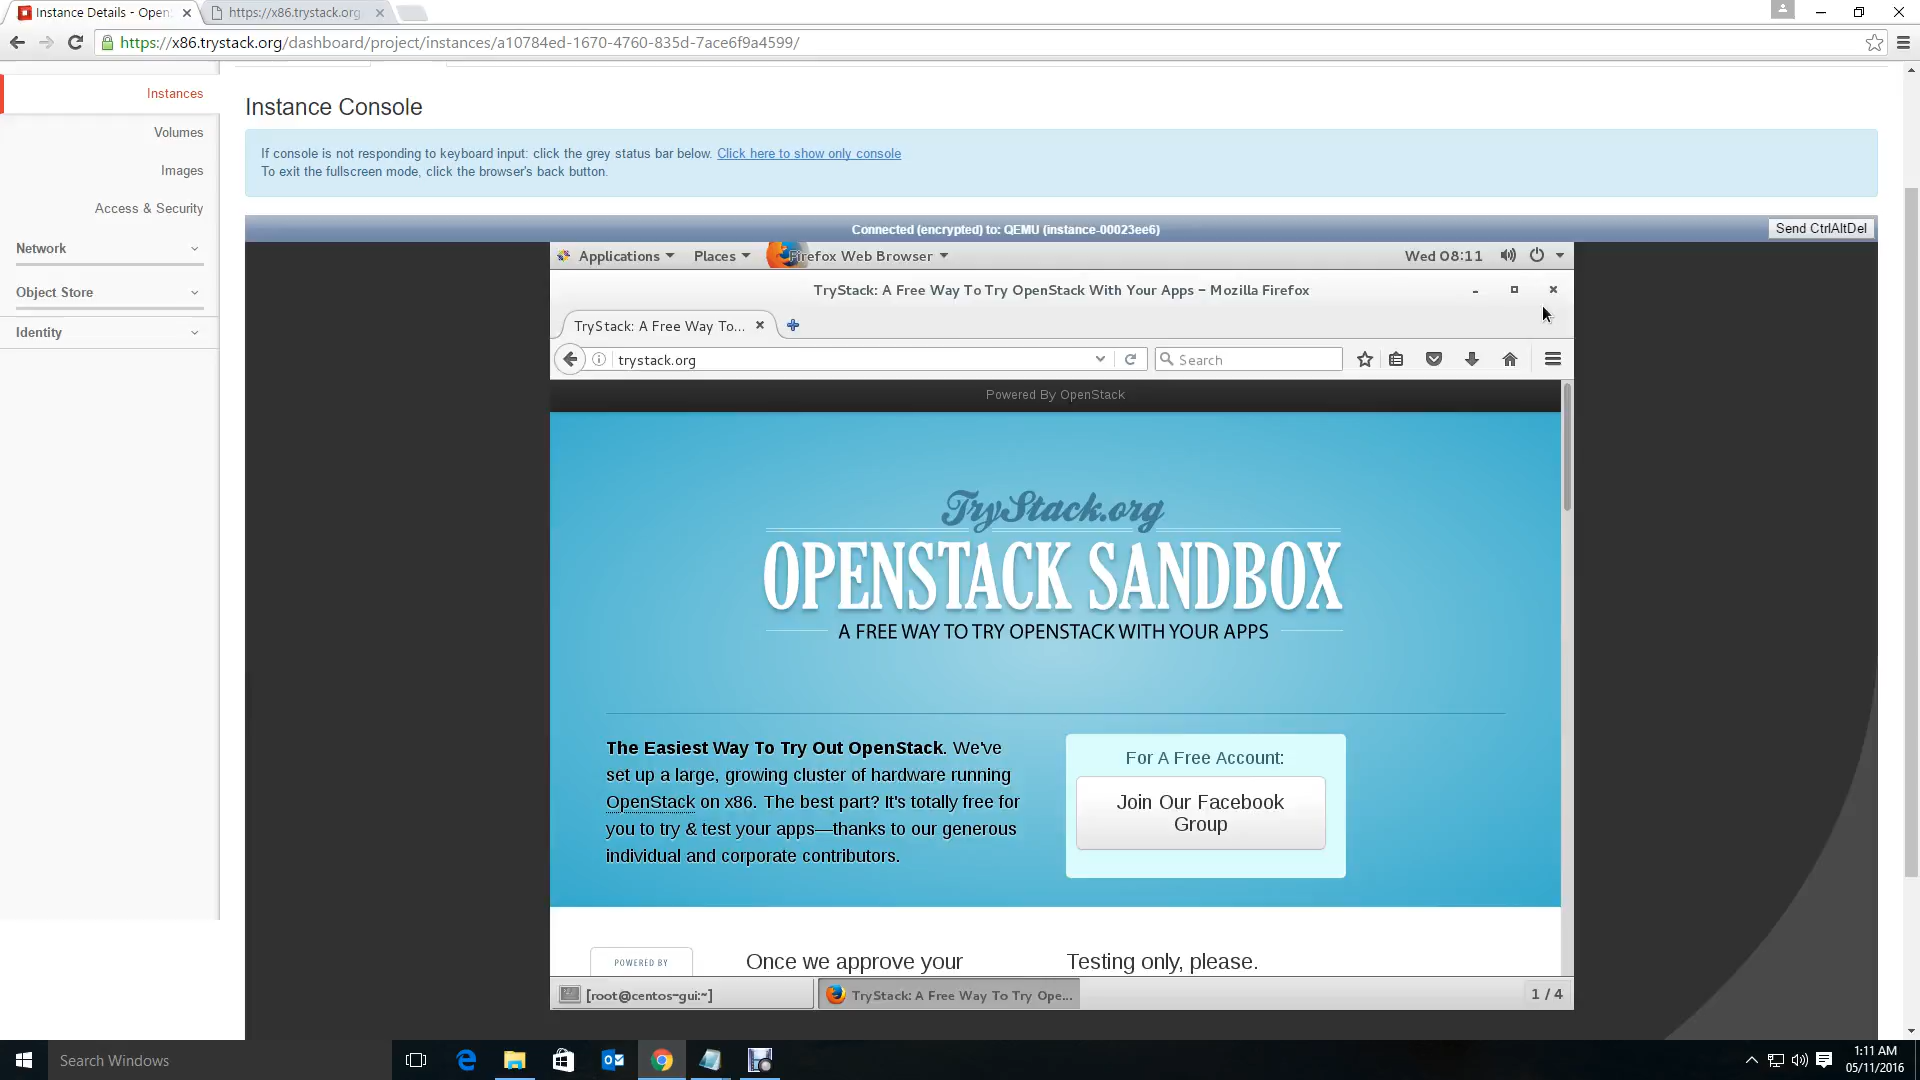 Instance Details - Open
https://x86.trystack.org
https://x86.trystack.org/dashboard/project/instances/a10784ed-1670-4760-835d-7ace6f9a4599/
Instances
Volumes
Images
Access & Security
Network
Object Store
Identity
Instance Console
If console is not responding to keyboard input: click the grey status bar below. Click here to show only console
To exit the fullscreen mode, click the browser's back button.
Connected (encrypted) to: QEMU (instance-00023ee6)
Send CtrlAltDel
Applications Places Firefox Web Browser Wed 08:11
TryStack: A Free Way To Try OpenStack With Your Apps - Mozilla Firefox
TryStack: A Free Way To...
trystack.org
Search
Powered By OpenStack
TryStack.org
OPENSTACK SANDBOX
A FREE WAY TO TRY OPENSTACK WITH YOUR APPS
The Easiest Way To Try Out OpenStack. We've
set up a large, growing cluster of hardware running
OpenStack on x86. The best part? It's totally free for
you to try & test your apps—thanks to our generous
individual and corporate contributors.
For A Free Account:
Join Our Facebook
Group
POWERED BY
Once we approve your
Testing only, please.
[root@centos-gui:~]
TryStack: A Free Way To Try Ope...
1 / 4
Search Windows
1:11 AM
05/11/2016